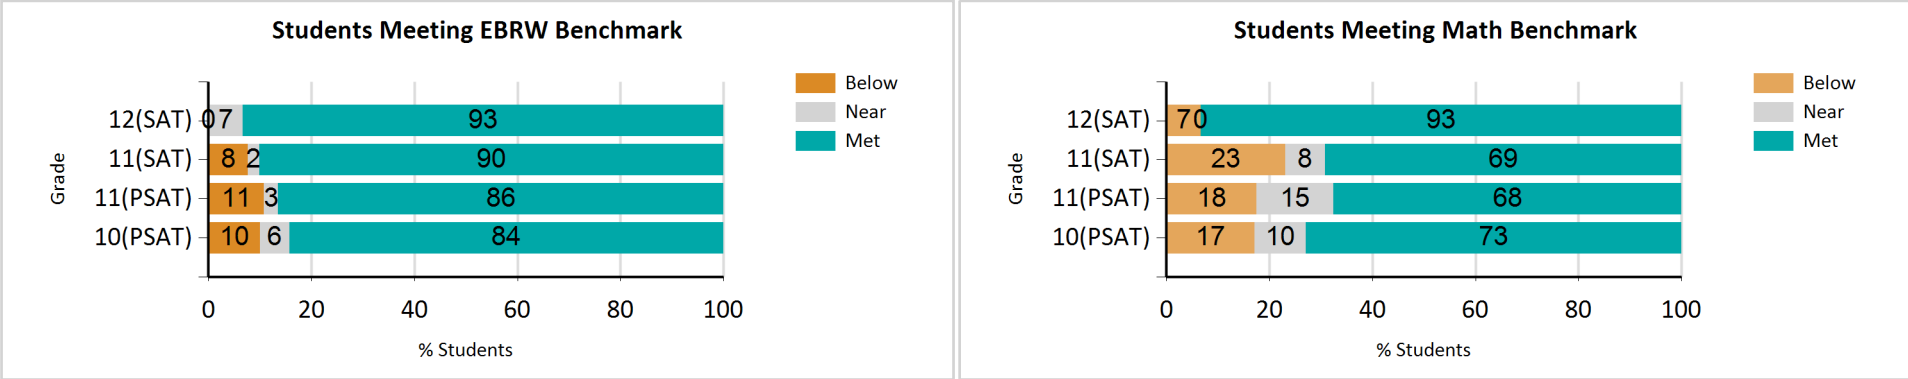 Students Meeting EBRW Benchmark
Below
Near
Met
Grade
12(SAT) 0 7 93
11(SAT) 8 2 90
11(PSAT) 11 3 86
10(PSAT) 10 6 84
0 20 40 60 80 100
% Students
Students Meeting Math Benchmark
Below
Near
Met
Grade
12(SAT) 7 0 93
11(SAT) 23 8 69
11(PSAT) 18 15 68
10(PSAT) 17 10 73
0 20 40 60 80 100
% Students